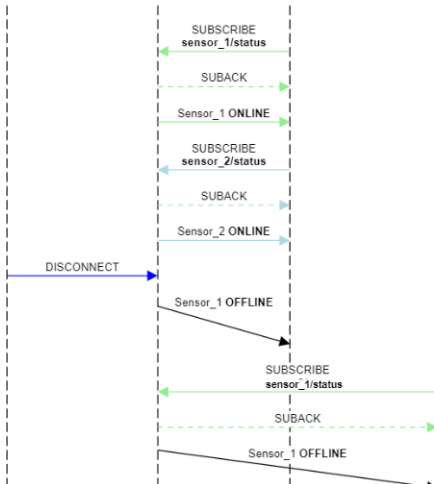 SUBSCRIBE
sensor_1/status
SUBACK
Sensor_1 ONLINE
SUBSCRIBE
sensor_2/status
SUBACK
Sensor_2 ONLINE
DISCONNECT
Sensor_1 OFFLINE
SUBSCRIBE
sensor_1/status
SUBACK
Sensor_1 OFFLINE